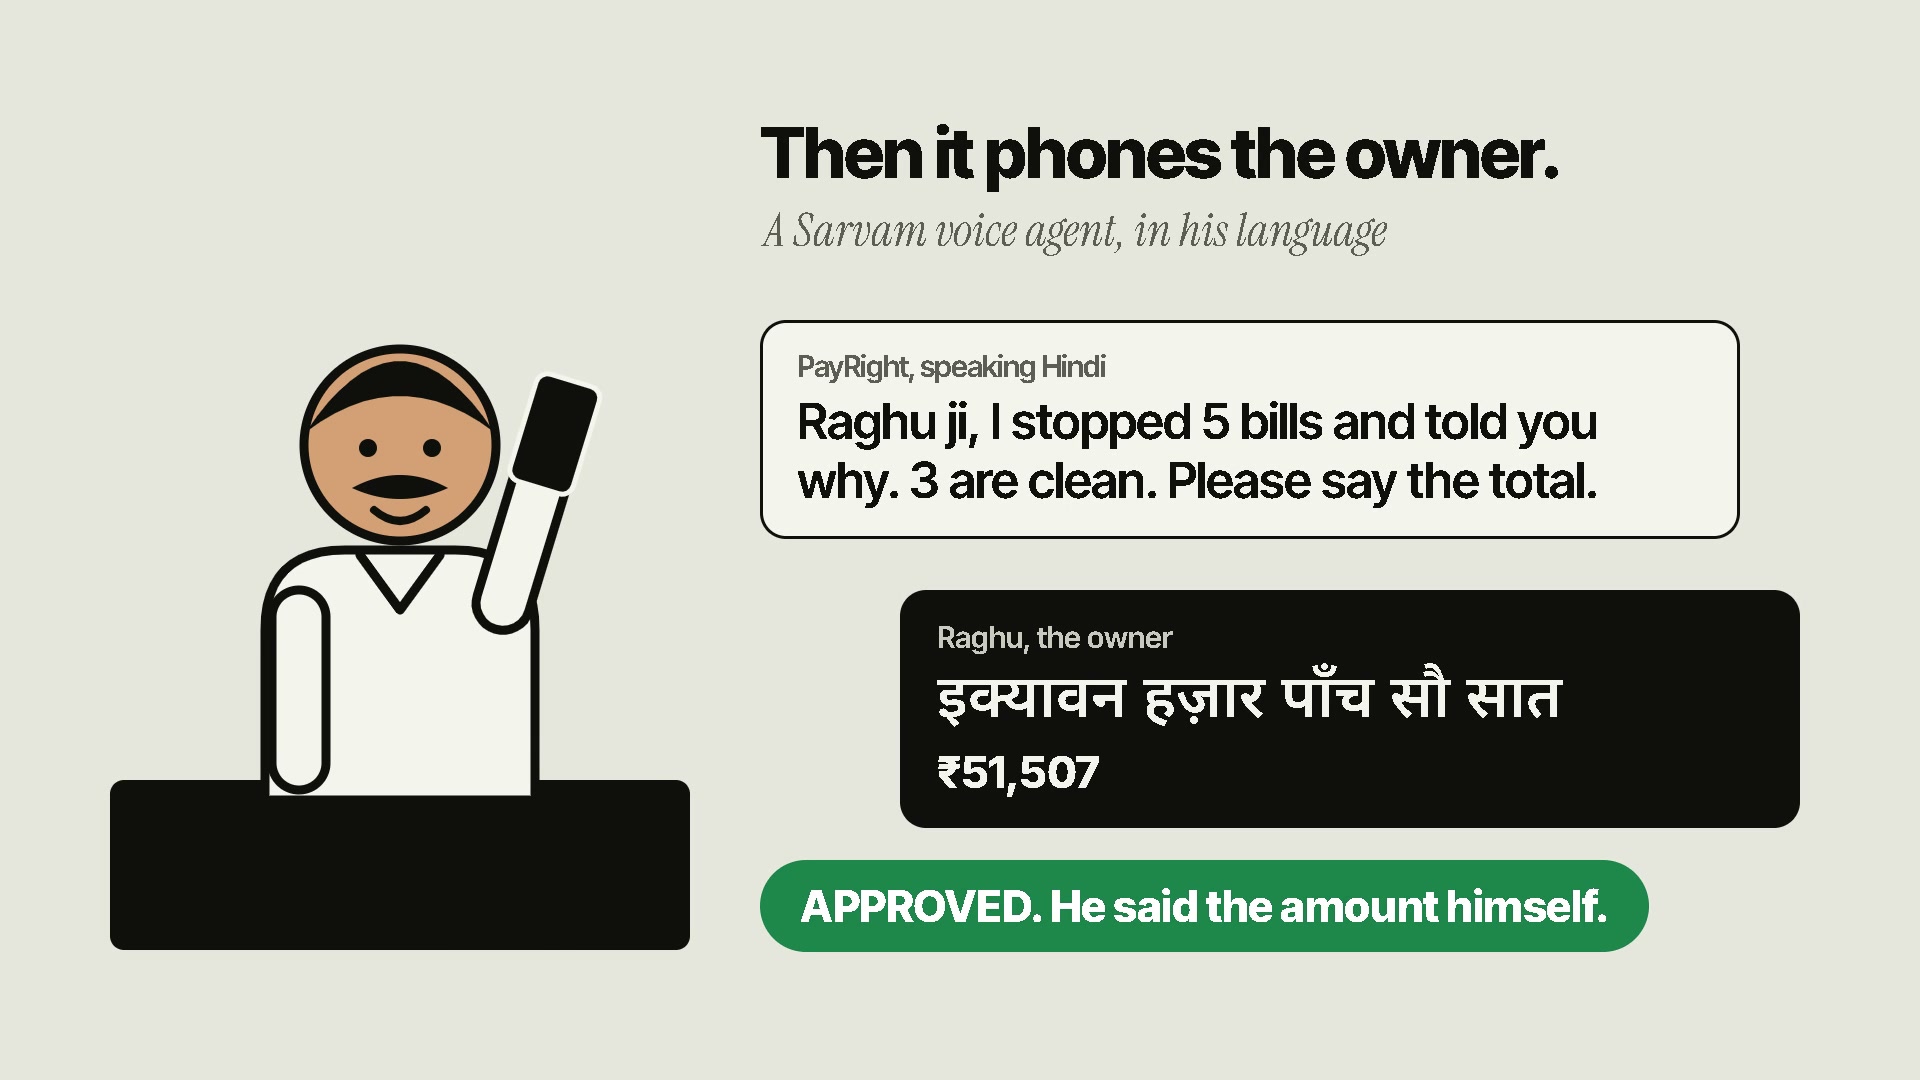 Then it phones the owner.
A Sarvam voice agent, in his language
PayRight, speaking Hindi
Raghu ji, I stopped 5 bills and told you
why. 3 are clean. Please say the total.
Raghu, the owner
इक्यावन हज़ार पाँच सौ सात
₹51,507
APPROVED. He said the amount himself.